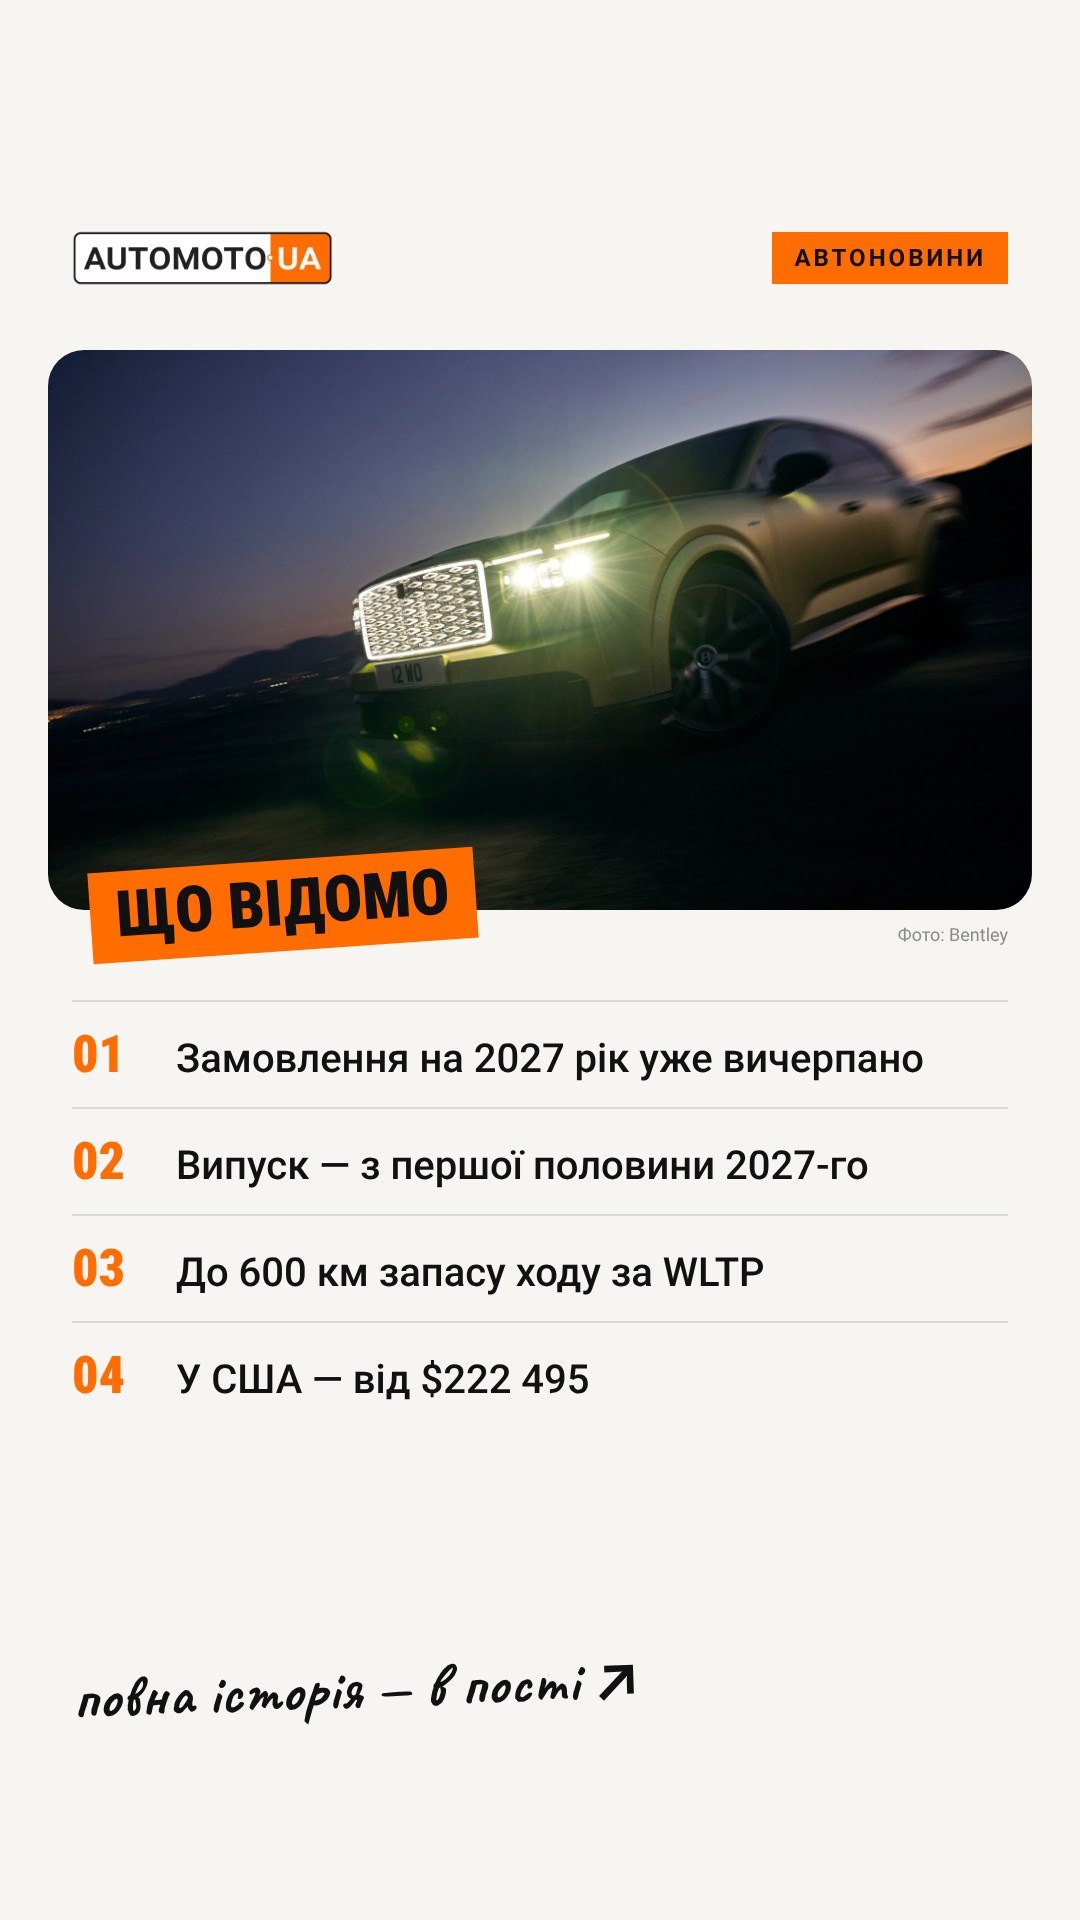 AUTOMOTO UA
АВТОНОВИНИ
12 WO
ЩО ВІДОМО
Фото: Bentley
01 Замовлення на 2027 рік уже вичерпано
02 Випуск — з першої половини 2027-го
03 До 600 км запасу ходу за WLTP
04 У США — від $222 495
повна історія — в пості ↗